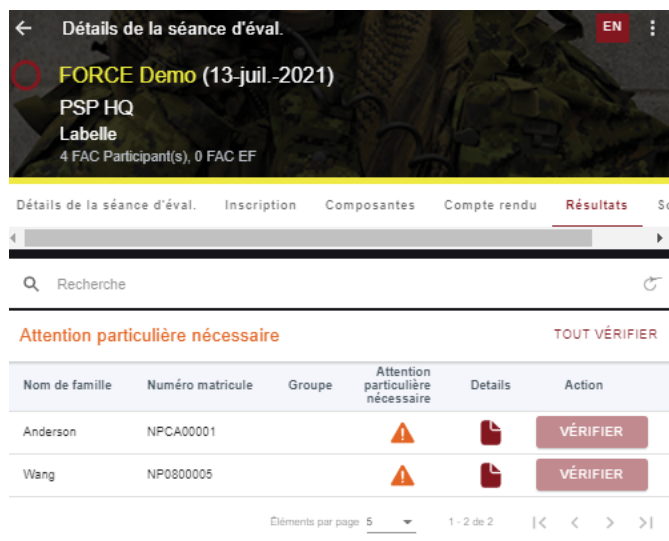 Détails de la séance d'éval.
EN
FORCE Demo (13-juil.-2021)
PSP HQ
Labelle
4 FAC Participant(s), 0 FAC EF
Détails de la séance d'éval. Inscription Composantes Compte rendu Résultats
Recherche
Attention particulière nécessaire TOUT VÉRIFIER
Nom de famille Numéro matricule Groupe Attention particulière nécessaire Details Action
Anderson NPCA00001 VÉRIFIER
Wang NP0800005 VÉRIFIER
Éléments par page 5 1 - 2 de 2